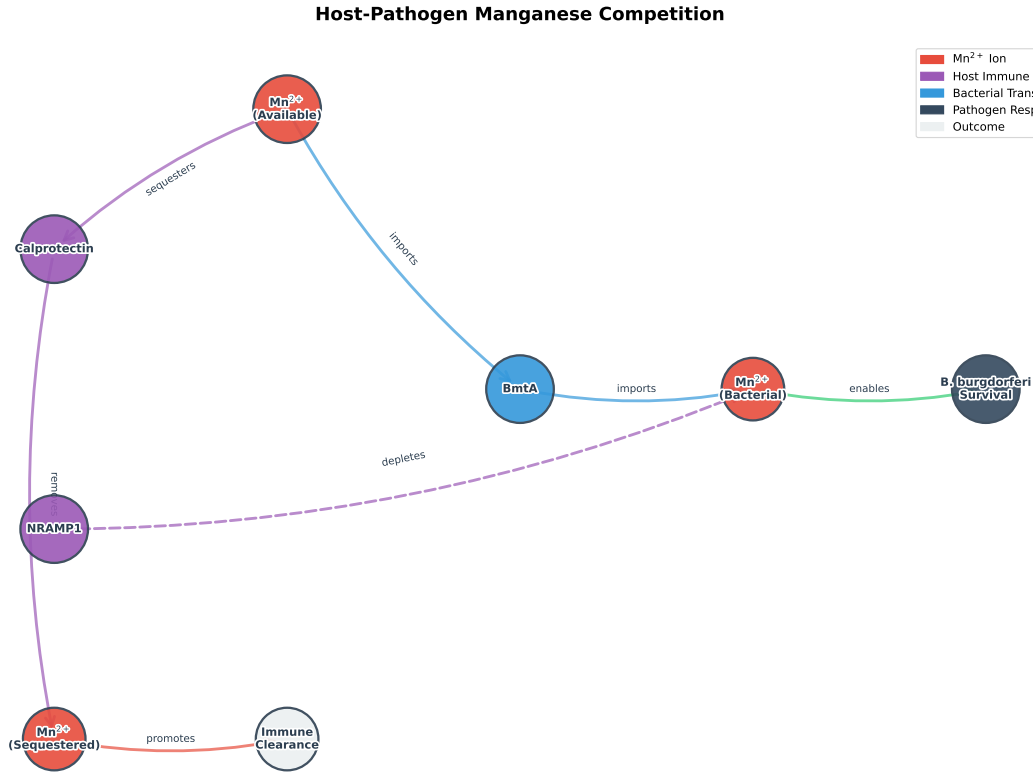 Host-Pathogen Manganese Competition
Mn²⁺ Ion
Host Immune
Bacterial Trans
Pathogen Resp
Outcome
Mn²⁺
(Available)
sequesters
Calprotectin
imports
BmtA
imports
Mn²⁺
(Bacterial)
enables
B. burgdorferi
Survival
depletes
removes
NRAMP1
Mn²⁺
(Sequestered)
promotes
Immune
Clearance